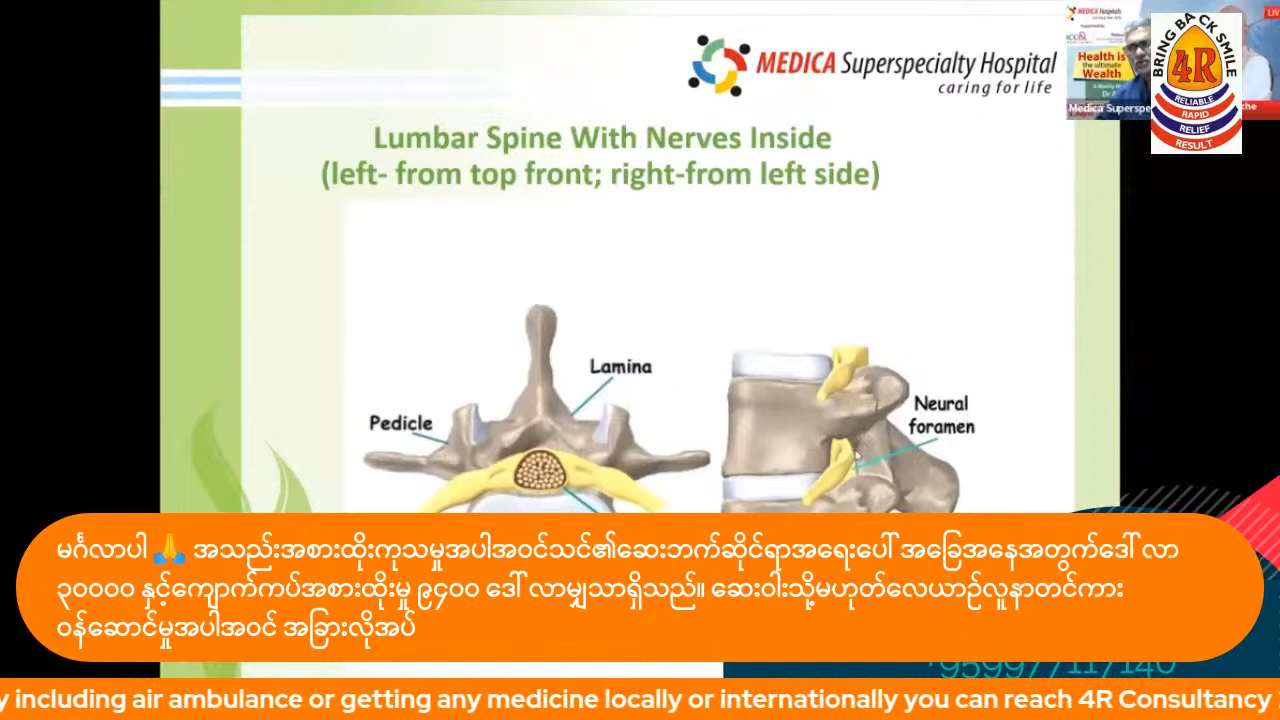 MEDICA Superspecialty Hospital
caring for life
MEDICA Hospitals
Health is
the ultimate
Wealth
Medica Superspe
LIV
BRING BACK SMILE
4R
RELIABLE
RAPID
RELIEF
RESULT
Lumbar Spine With Nerves Inside
(left- from top front; right-from left side)
Lamina
Pedicle
Neural
foramen
မင်္ဂလာပါ 🙏 အသည်းအစားထိုးကုသမှုအပါအဝင်သင်၏ဆေးဘက်ဆိုင်ရာအရေးပေါ် အခြေအနေအတွက်ဒေါ် လာ
၃၀၀၀၀ နှင့်ကျောက်ကပ်အစားထိုးမှု ၉၄၀၀ ဒေါ် လာမျှသာရှိသည်။ ဆေးဝါးသို့မဟုတ်လေယာဉ်လူနာတင်ကား
ဝန်ဆောင်မှုအပါအဝင် အခြားလိုအပ်
+959977117140
y including air ambulance or getting any medicine locally or internationally you can reach 4R Consultancy